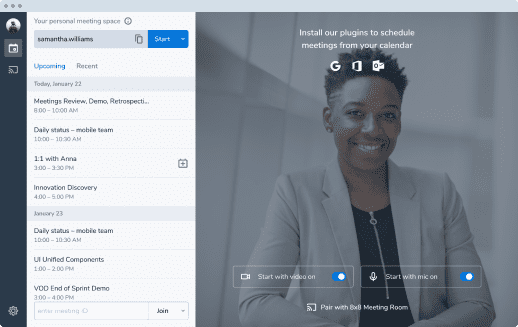 Your personal meeting space
samantha.williams
Start
Upcoming
Recent
Today, January 22
Meetings Review, Demo, Retrospecti...
8:00 – 10:00 AM
Daily status – mobile team
10:00 – 10:30 AM
1:1 with Anna
3:00 – 3:30 PM
Innovation Discovery
4:00 – 5:00 PM
January 23
Daily status – mobile team
10:00 – 10:30 AM
UI Unified Components
1:00 – 2:00 PM
VDD End of Sprint Demo
3:00 – 4:00 PM
Write meeting ID
Join
Install our plugins to schedule
meetings from your calendar
Start with video on
Start with mic on
Pair with 8x8 Meeting Room